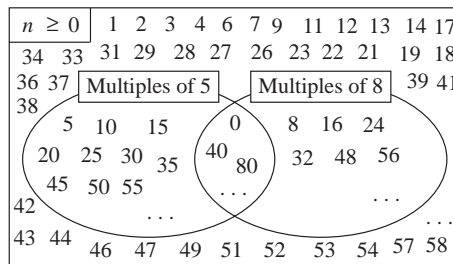 n ≥ 0 1 2 3 4 6 7 9 11 12 13 14 17
34 33 31 29 28 27 26 23 22 21 19 18
36 37 Multiples of 5 Multiples of 8 39 41
38
5 10 15 0 8 16 24
20 25 30 35 40 80 32 48 56
45 50 55 . . .
42 . . . . . .
. . .
43 44 46 47 49 51 52 53 54 57 58